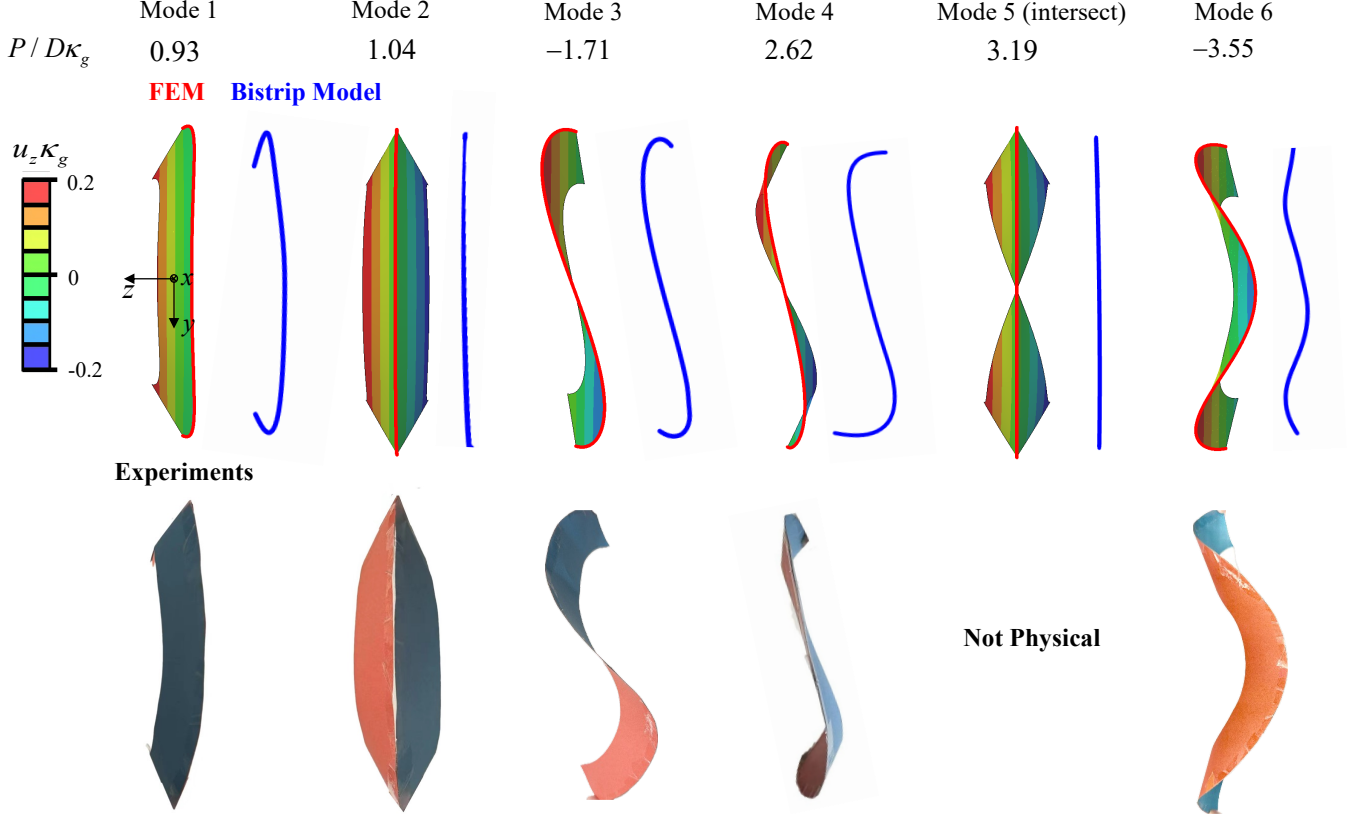 Mode 1 Mode 2 Mode 3 Mode 4 Mode 5 (intersect) Mode 6
P / Dκg 0.93 1.04 −1.71 2.62 3.19 −3.55
FEM Bistrip Model
uzκg
0.2
0
-0.2
x
z
y
Experiments
Not Physical